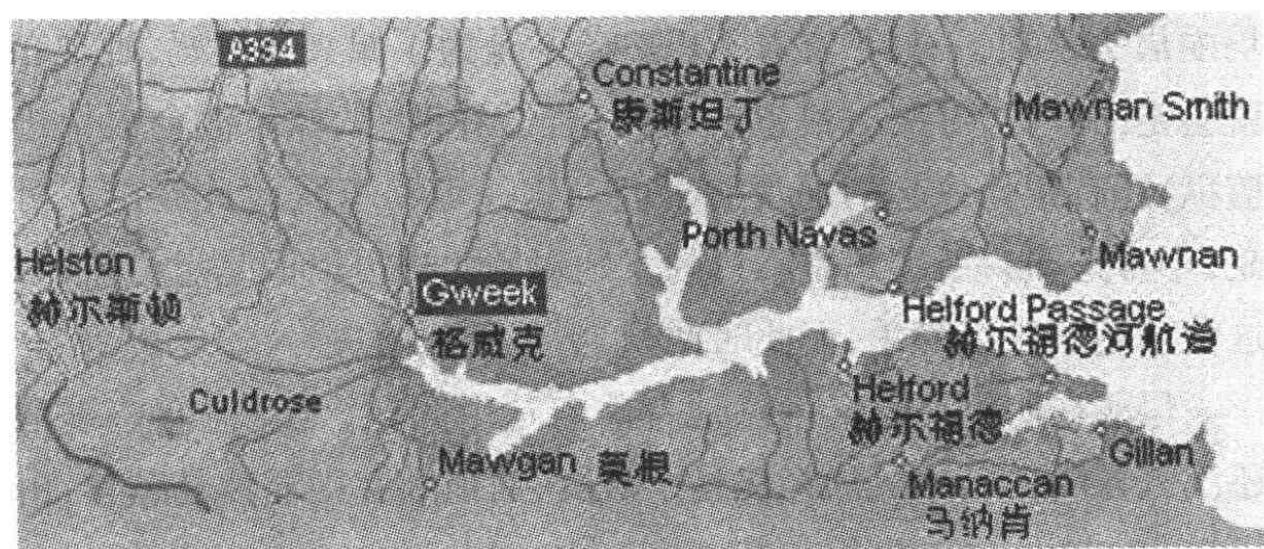 A394
Constantine
康斯坦丁
Mawnan Smith
Porth Navas
Mawnan
Helston
赫尔斯顿
Gweek
格威克
Helford Passage
赫尔福德河航道
Culdrose
Helford
赫尔福德
Gillan
Mawgan 莫根
Manaccan
马纳肯